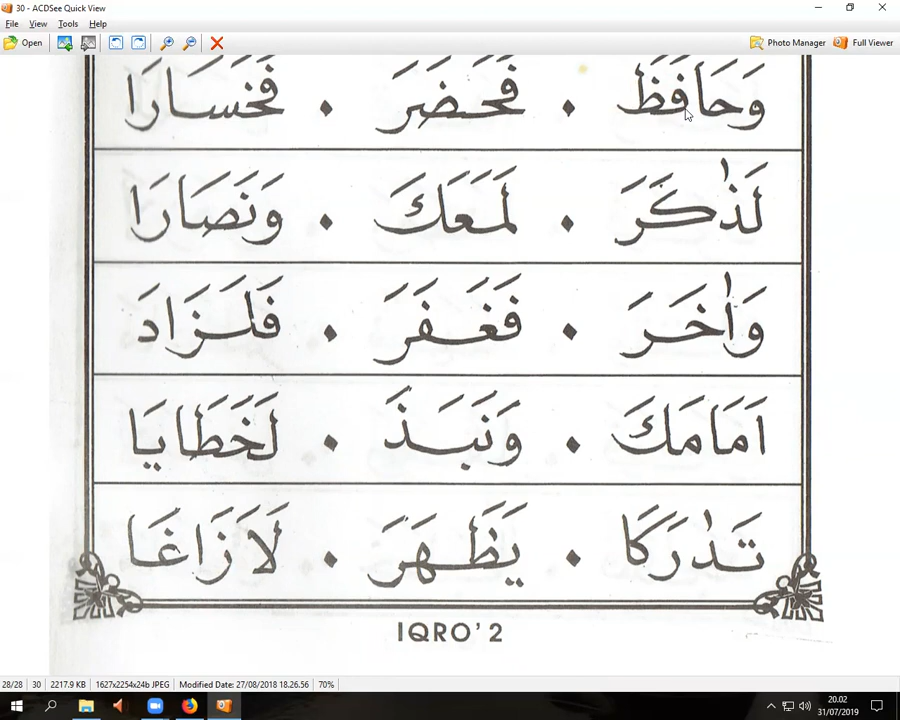 30 - ACDSee Quick View
File View Tools Help
Open Photo Manager Full Viewer
وَحَافَظَ • فَحَضَرَ • فَخَسَارَا
لَذٰكَرَ • لَمَعَكَ • وَنَصَارَا
وَاٰخَرَ • فَغَفَرَ • فَلَزَادَ
اَمَامَكَ • وَنَبَذَ • لَخَطَايَا
تَدٰرَكَا • يَظَهَرَ • لَازَاغَا
IQRO' 2
28/28 30 2217.9 KB 1627x2254x24b JPEG Modified Date: 27/08/2018 18.26.56 70%
20.02
31/07/2019